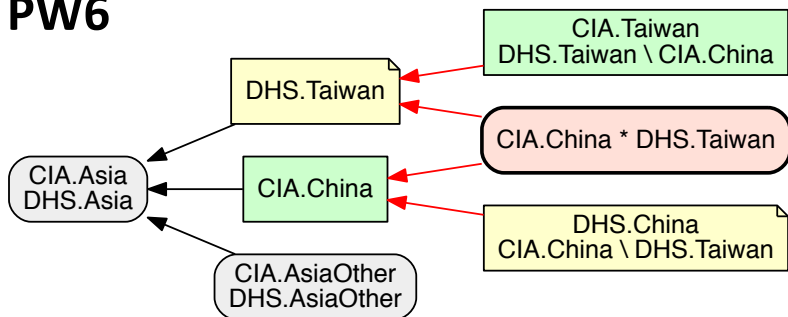 PW6
CIA.Taiwan
DHS.Taiwan \ CIA.China
DHS.Taiwan
CIA.China * DHS.Taiwan
CIA.Asia
DHS.Asia
CIA.China
DHS.China
CIA.China \ DHS.Taiwan
CIA.AsiaOther
DHS.AsiaOther